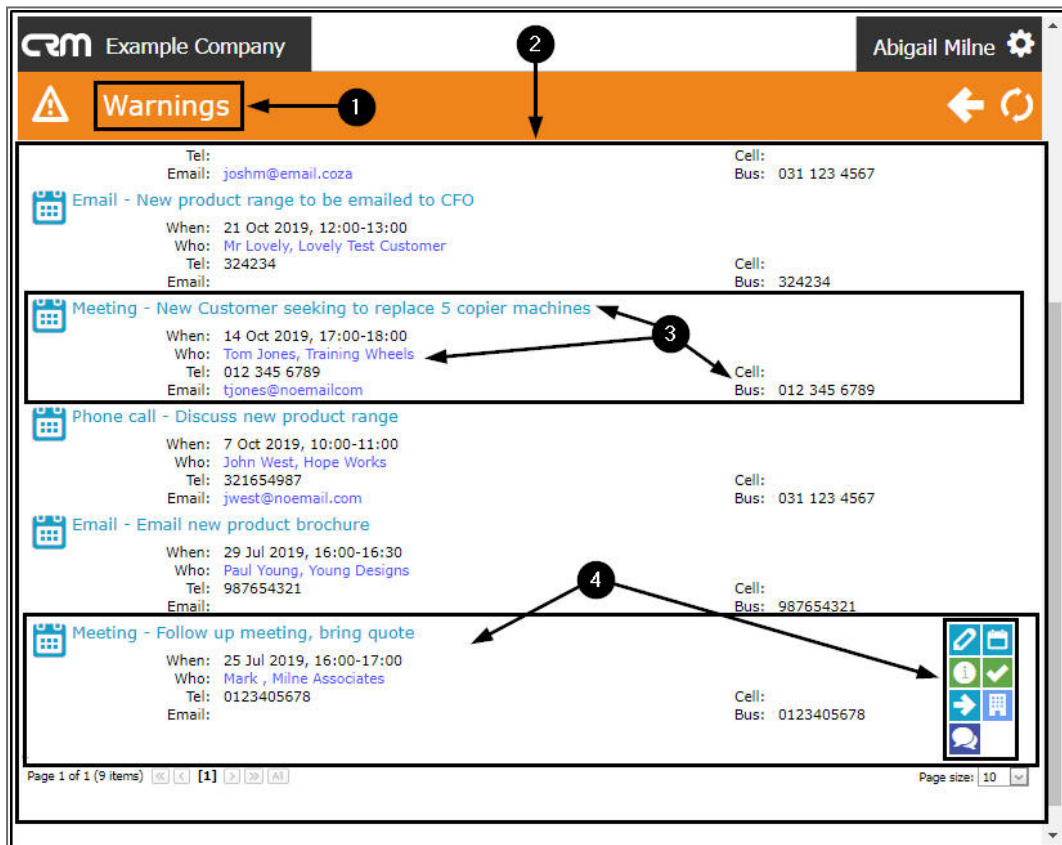 CRM Example Company
2
Abigail Milne
Warnings
1
Tel: Cell:
Email: joshm@email.coza Bus: 031 123 4567
Email - New product range to be emailed to CFO
When: 21 Oct 2019, 12:00-13:00
Who: Mr Lovely, Lovely Test Customer
Tel: 324234 Cell:
Email: Bus: 324234
Meeting - New Customer seeking to replace 5 copier machines
3
When: 14 Oct 2019, 17:00-18:00
Who: Tom Jones, Training Wheels
Tel: 012 345 6789 Cell:
Email: tjones@noemailcom Bus: 012 345 6789
Phone call - Discuss new product range
When: 7 Oct 2019, 10:00-11:00
Who: John West, Hope Works
Tel: 321654987 Cell:
Email: jwest@noemail.com Bus: 031 123 4567
Email - Email new product brochure
When: 29 Jul 2019, 16:00-16:30
Who: Paul Young, Young Designs
4
Tel: 987654321 Cell:
Email: Bus: 987654321
Meeting - Follow up meeting, bring quote
When: 25 Jul 2019, 16:00-17:00
Who: Mark , Milne Associates
Tel: 0123405678 Cell:
Email: Bus: 0123405678
Page 1 of 1 (9 items) [1] All Page size: 10